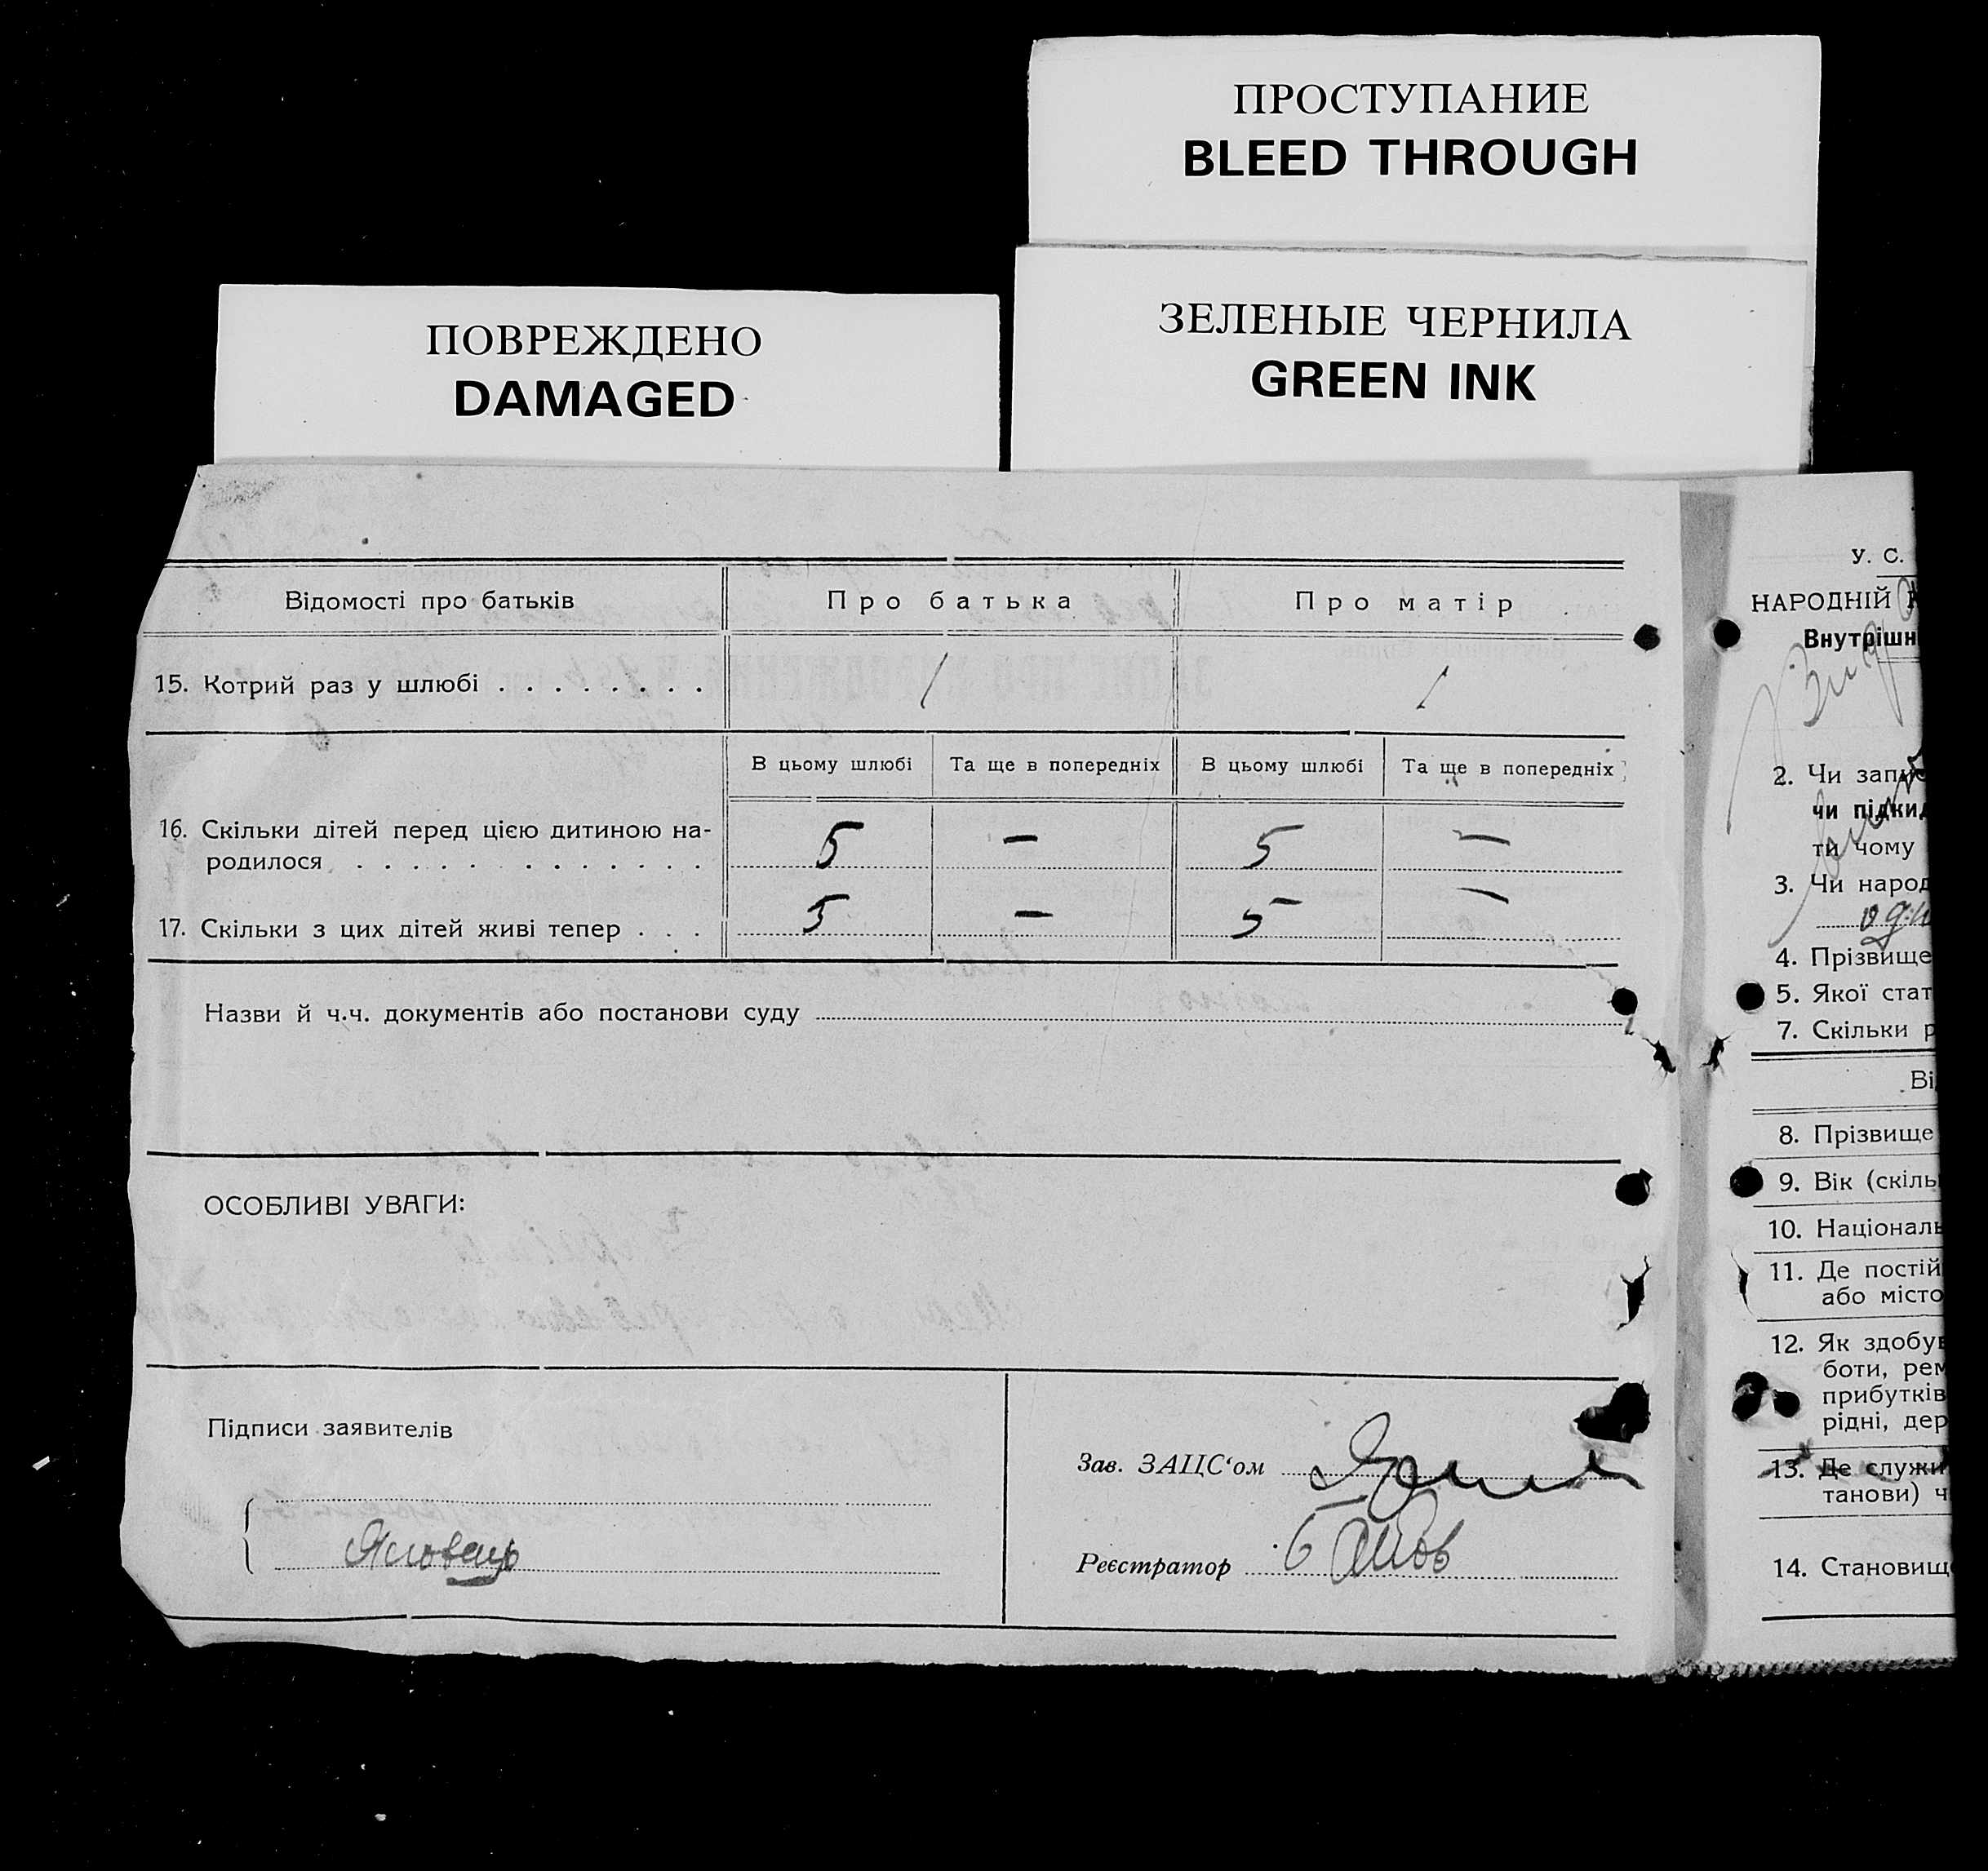 ПРОСТУПАНИЕ
BLEED THROUGH
ЗЕЛЕНЫЕ ЧЕРНИЛА
GREEN INK
ПОВРЕЖДЕНО
DAMAGED
Відомості про батьків Про батька Про матір
15. Котрий раз у шлюбі . . . . . . . . . 1 1
В цьому шлюбі Та ще в попередніх В цьому шлюбі Та ще в попередніх
16. Скільки дітей перед цією дитиною на-
родилося . . . . . . . . . . . . . 5 — 5 —
17. Скільки з цих дітей живі тепер . . . 5 — 5 —
Назви й ч.ч. документів або постанови суду
ОСОБЛИВІ УВАГИ:
Підписи заявителів
Зав. ЗАЦС‘ом
Реєстратор
У. С.
НАРОДНІЙ
Внутрішн
2. Чи запи
чи підкид
ти чому
3. Чи народ
4. Прізвище
5. Якої стат
7. Скільки р
Ві
8. Прізвище
9. Вік (скіль
10. Націонал
11. Де постій
або місто
12. Як здобув
боти, рем
прибутків
рідні, дер
13. Де служи
танови) ч
14. Становищ